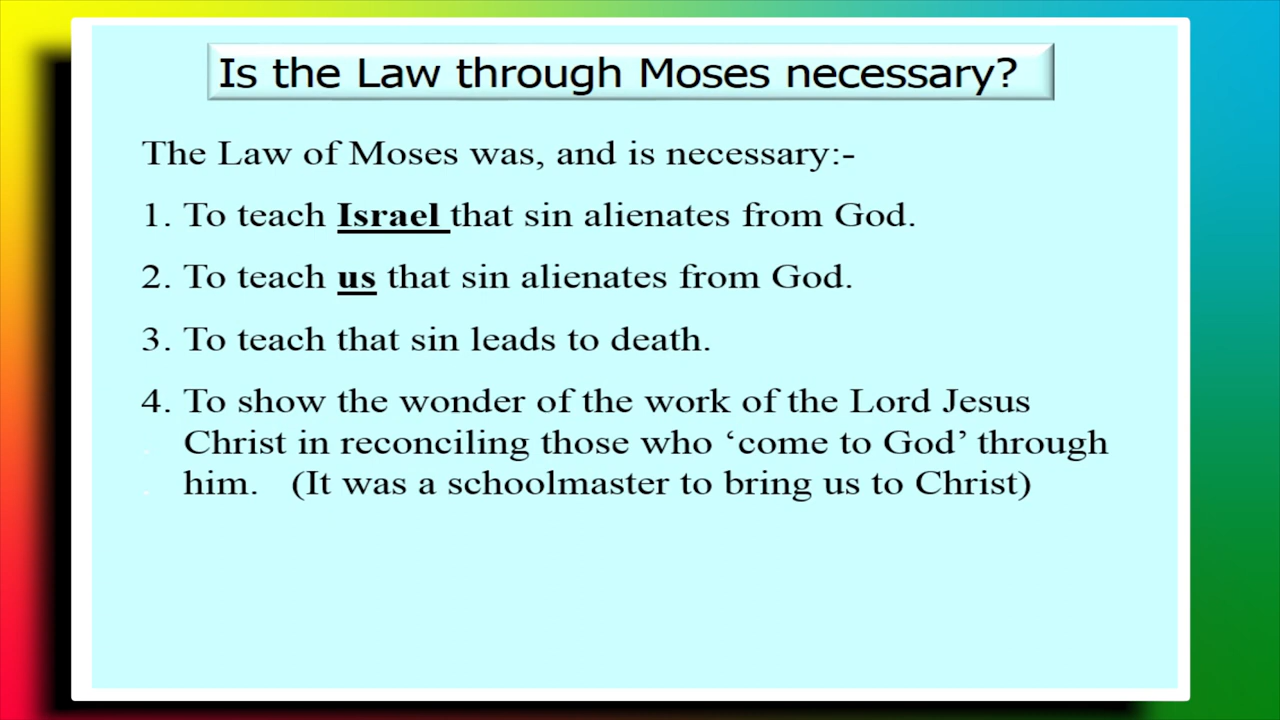 Is the Law through Moses necessary?
The Law of Moses was, and is necessary:-
1. To teach Israel that sin alienates from God.
2. To teach us that sin alienates from God.
3. To teach that sin leads to death.
4. To show the wonder of the work of the Lord Jesus
Christ in reconciling those who ‘come to God’ through
him. (It was a schoolmaster to bring us to Christ)